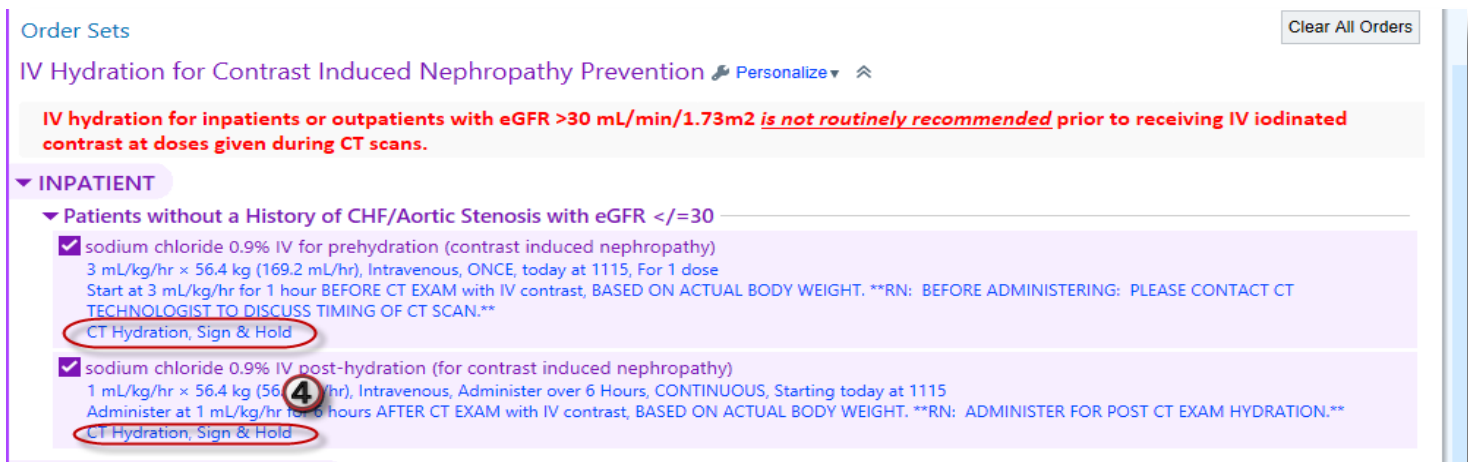 Order Sets
Clear All Orders
IV Hydration for Contrast Induced Nephropathy Prevention Personalize
IV hydration for inpatients or outpatients with eGFR >30 mL/min/1.73m2 is not routinely recommended prior to receiving IV iodinated
contrast at doses given during CT scans.
INPATIENT
Patients without a History of CHF/Aortic Stenosis with eGFR </=30
sodium chloride 0.9% IV for prehydration (contrast induced nephropathy)
3 mL/kg/hr × 56.4 kg (169.2 mL/hr), Intravenous, ONCE, today at 1115, For 1 dose
Start at 3 mL/kg/hr for 1 hour BEFORE CT EXAM with IV contrast, BASED ON ACTUAL BODY WEIGHT. **RN: BEFORE ADMINISTERING: PLEASE CONTACT CT
TECHNOLOGIST TO DISCUSS TIMING OF CT SCAN.**
CT Hydration, Sign & Hold
sodium chloride 0.9% IV post-hydration (for contrast induced nephropathy)
1 mL/kg/hr × 56.4 kg (56. 4 /hr), Intravenous, Administer over 6 Hours, CONTINUOUS, Starting today at 1115
Administer at 1 mL/kg/hr for 6 hours AFTER CT EXAM with IV contrast, BASED ON ACTUAL BODY WEIGHT. **RN: ADMINISTER FOR POST CT EXAM HYDRATION.**
CT Hydration, Sign & Hold